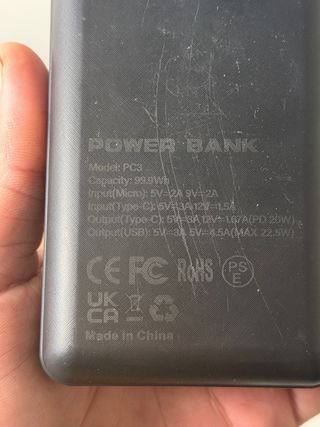 POWER BANK
Model: PC3
Capacity: 99.9Wh
Input(Micro): 5V=2A 9V=2A
Input(Type-C): 5V=3A 12V=1.5A
Output(Type-C): 5V=3A 12V=1.67A(PD 20W)
Output(USB): 5V=3A 5V=4.5A(MAX 22.5W)
CE FC RoHS PS E
UK CA
Made in China